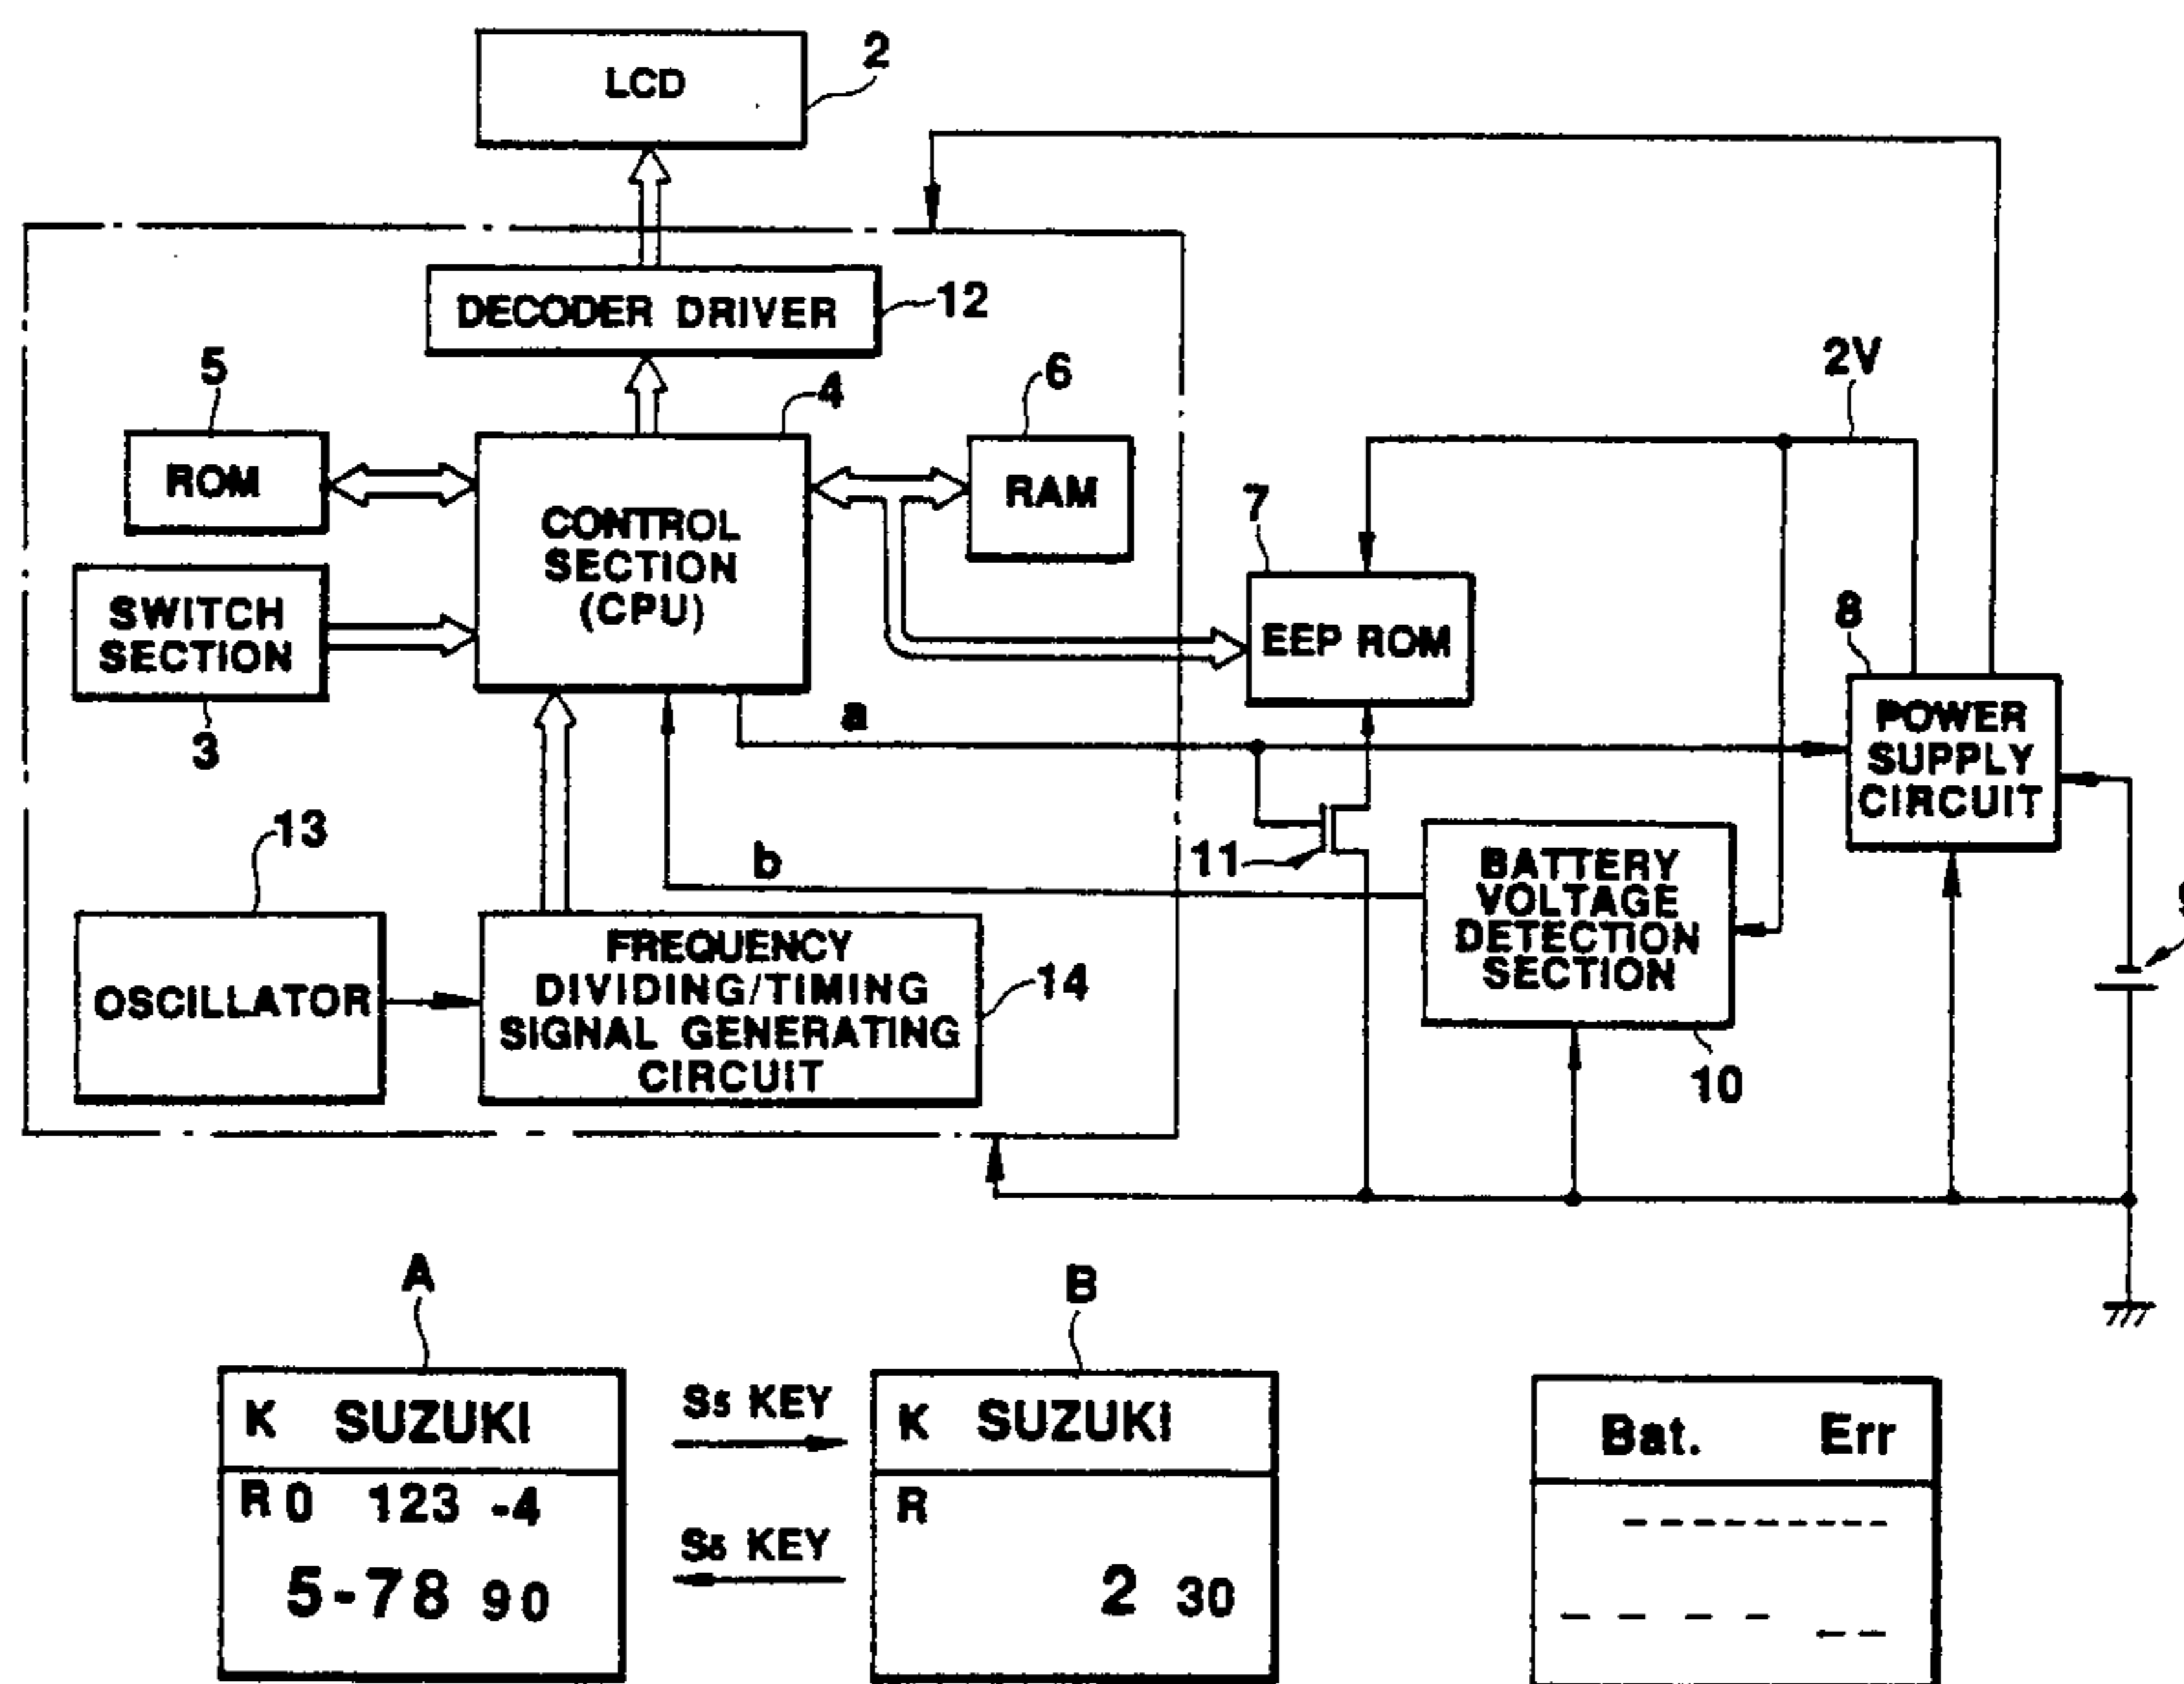 LCD
2
DECODER DRIVER
12
2V
5
4
6
ROM
RAM
7
CONTROL
SECTION
(CPU)
SWITCH
SECTION
3
EEP ROM
8
POWER
SUPPLY
CIRCUIT
a
13
11
b
BATTERY
VOLTAGE
DETECTION
SECTION
OSCILLATOR
FREQUENCY
DIVIDING/TIMING
SIGNAL GENERATING
CIRCUIT
14
10
A
B
K SUZUKI
R 0 123 -4
5-78 90
S5 KEY
S5 KEY
K SUZUKI
R
2 30
Bat. Err
- - - - - - - - -
- - - -
- -